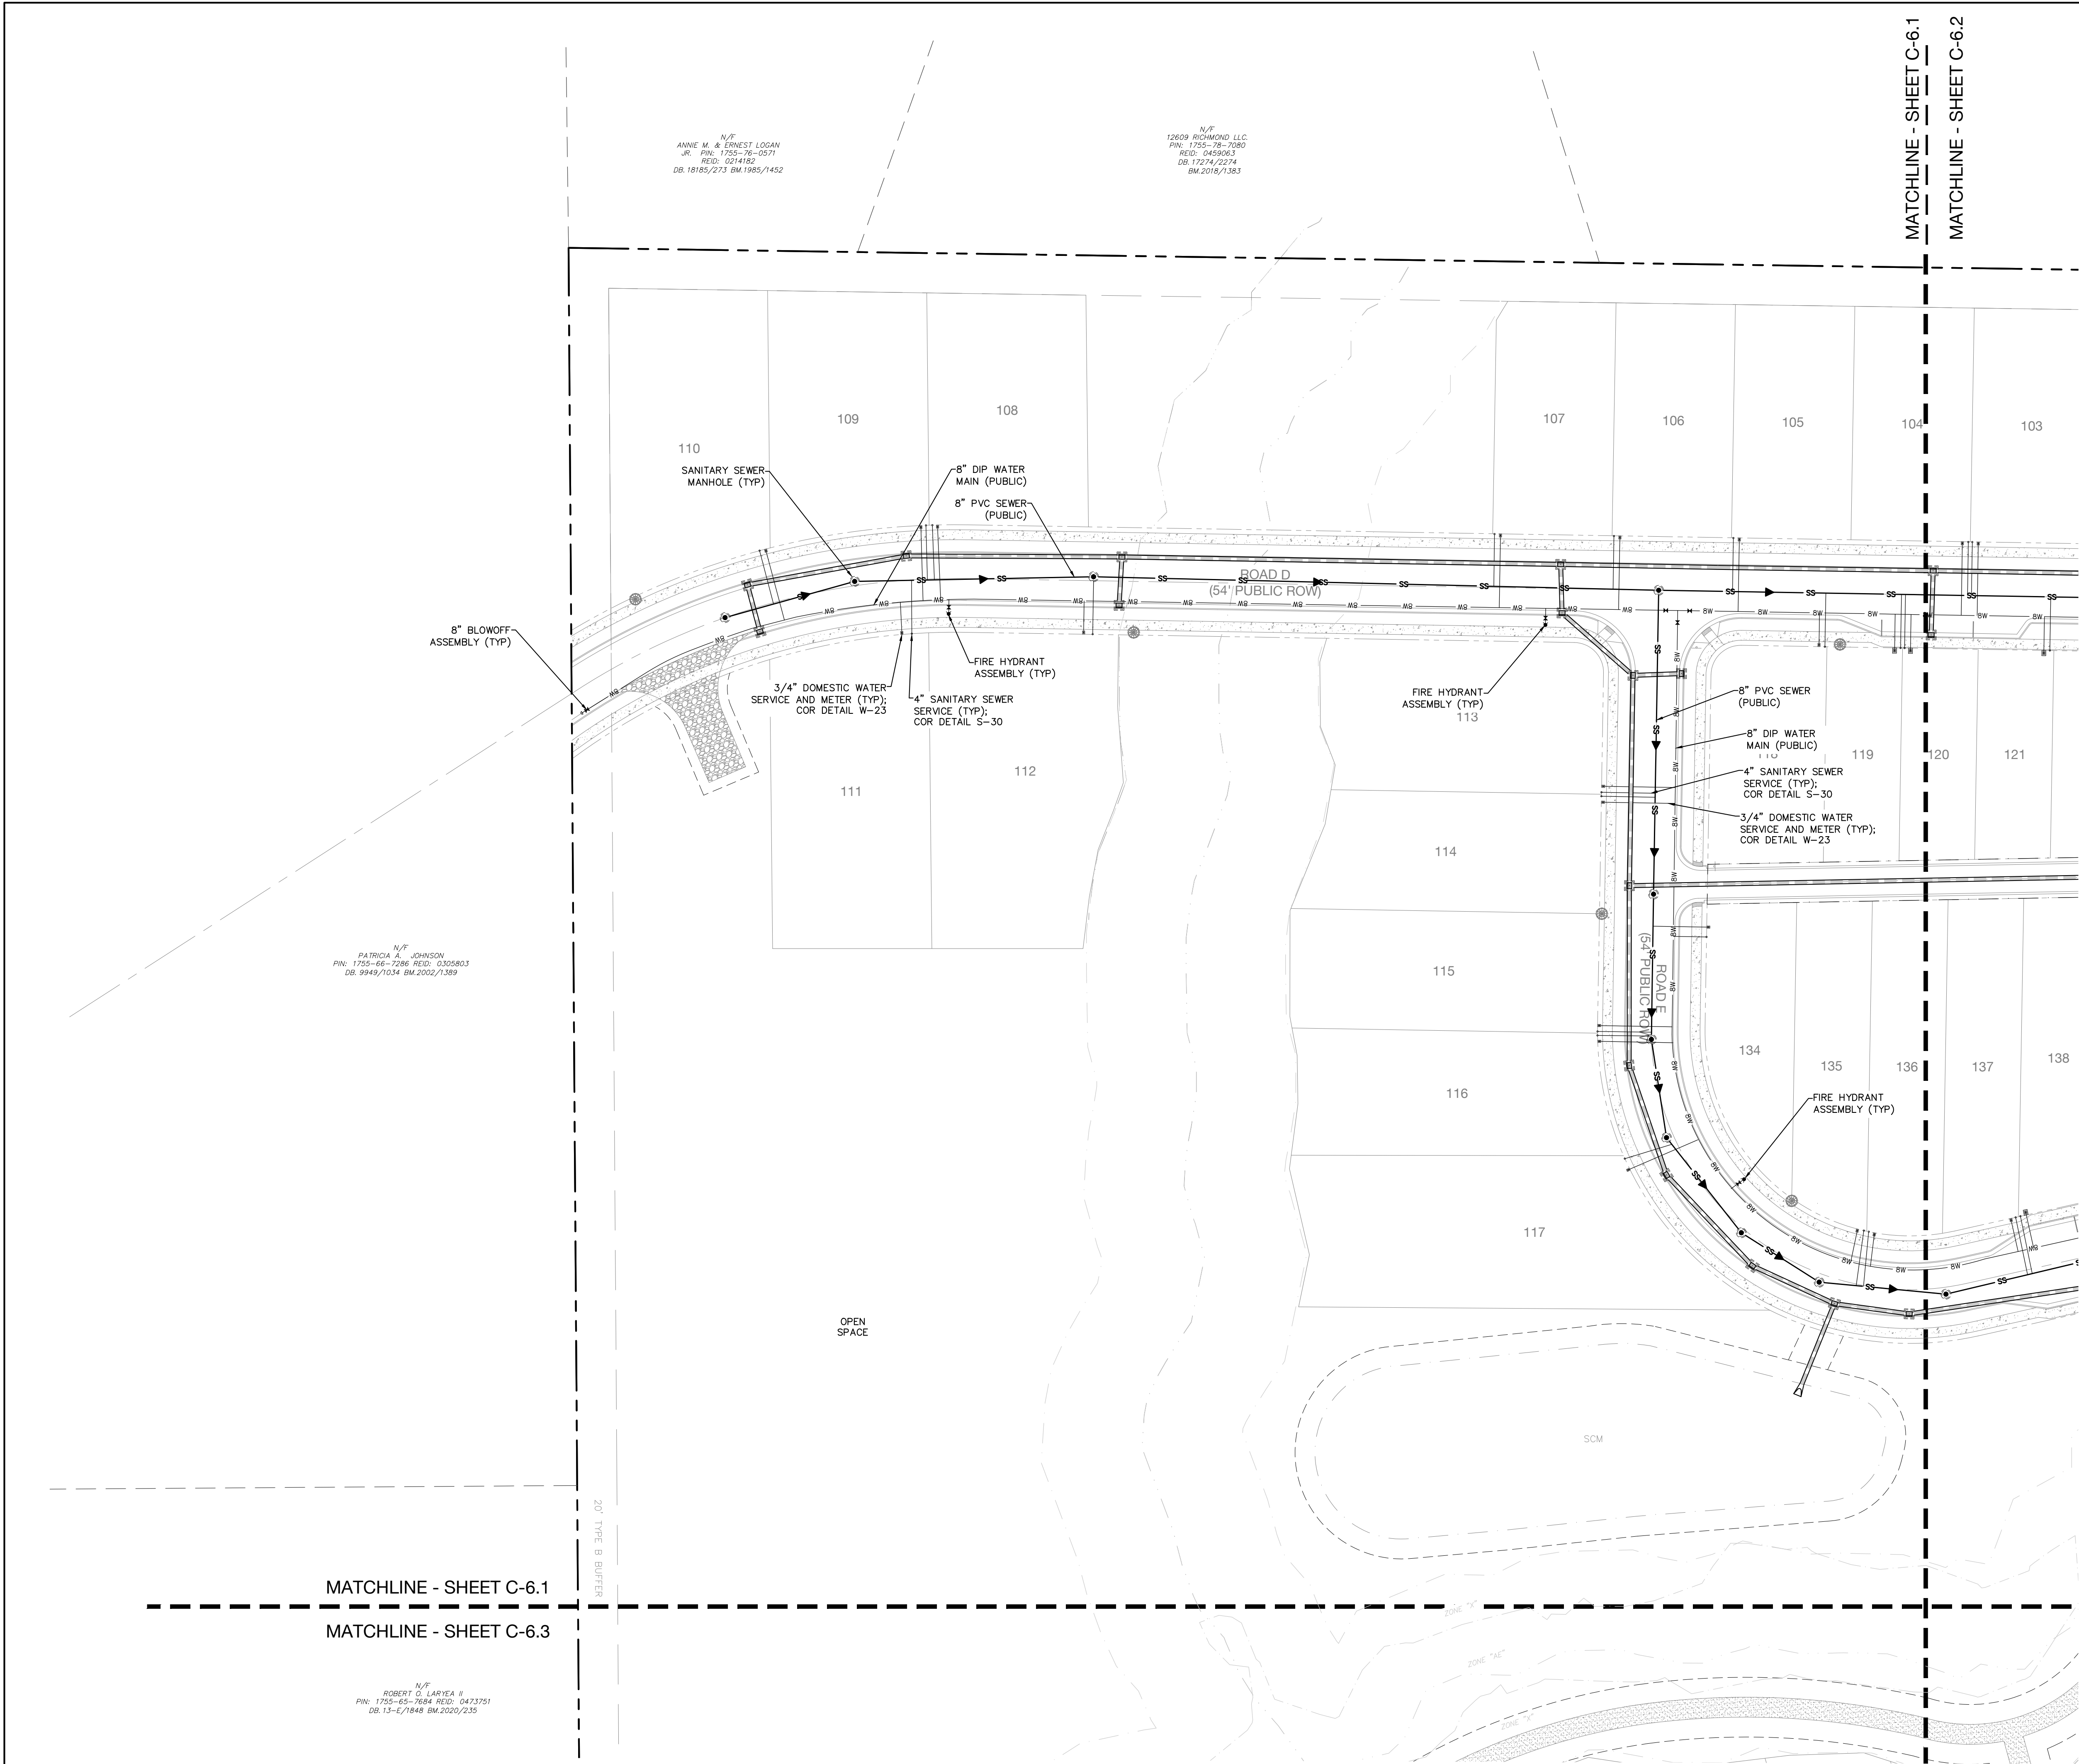 MATCHLINE - SHEET C-6.1
MATCHLINE - SHEET C-6.2
N/F
ANNIE M. & ERNEST LOGAN
JR. PIN: 1755-76-0571
REID: 0214182
DB. 18185/273 BM.1985/1452
N/F
12609 RICHMOND LLC.
PIN: 1755-78-7080
REID: 0459063
DB. 17274/2274
BM.2018/1383
110
109
108
107
106
105
104
103
SANITARY SEWER
MANHOLE (TYP)
8" DIP WATER
MAIN (PUBLIC)
8" PVC SEWER
(PUBLIC)
ROAD D
(54' PUBLIC ROW)
8" BLOWOFF
ASSEMBLY (TYP)
FIRE HYDRANT
ASSEMBLY (TYP)
3/4" DOMESTIC WATER
SERVICE AND METER (TYP);
COR DETAIL W-23
4" SANITARY SEWER
SERVICE (TYP);
COR DETAIL S-30
FIRE HYDRANT
ASSEMBLY (TYP)
113
8" PVC SEWER
(PUBLIC)
8" DIP WATER
MAIN (PUBLIC)
119
120
121
4" SANITARY SEWER
SERVICE (TYP);
COR DETAIL S-30
3/4" DOMESTIC WATER
SERVICE AND METER (TYP);
COR DETAIL W-23
111
112
114
115
116
117
ROAD E
(54' PUBLIC ROW)
134
135
136
137
138
FIRE HYDRANT
ASSEMBLY (TYP)
N/F
PATRICIA A. JOHNSON
PIN: 1755-66-7286 REID: 0305803
DB. 9949/1034 BM.2002/1389
OPEN
SPACE
SCM
20' TYPE B BUFFER
MATCHLINE - SHEET C-6.1
MATCHLINE - SHEET C-6.3
ZONE "X"
ZONE "AE"
ZONE "X"
N/F
ROBERT O. LARYEA II
PIN: 1755-65-7684 REID: 0473751
DB. 13-E/1848 BM.2020/235